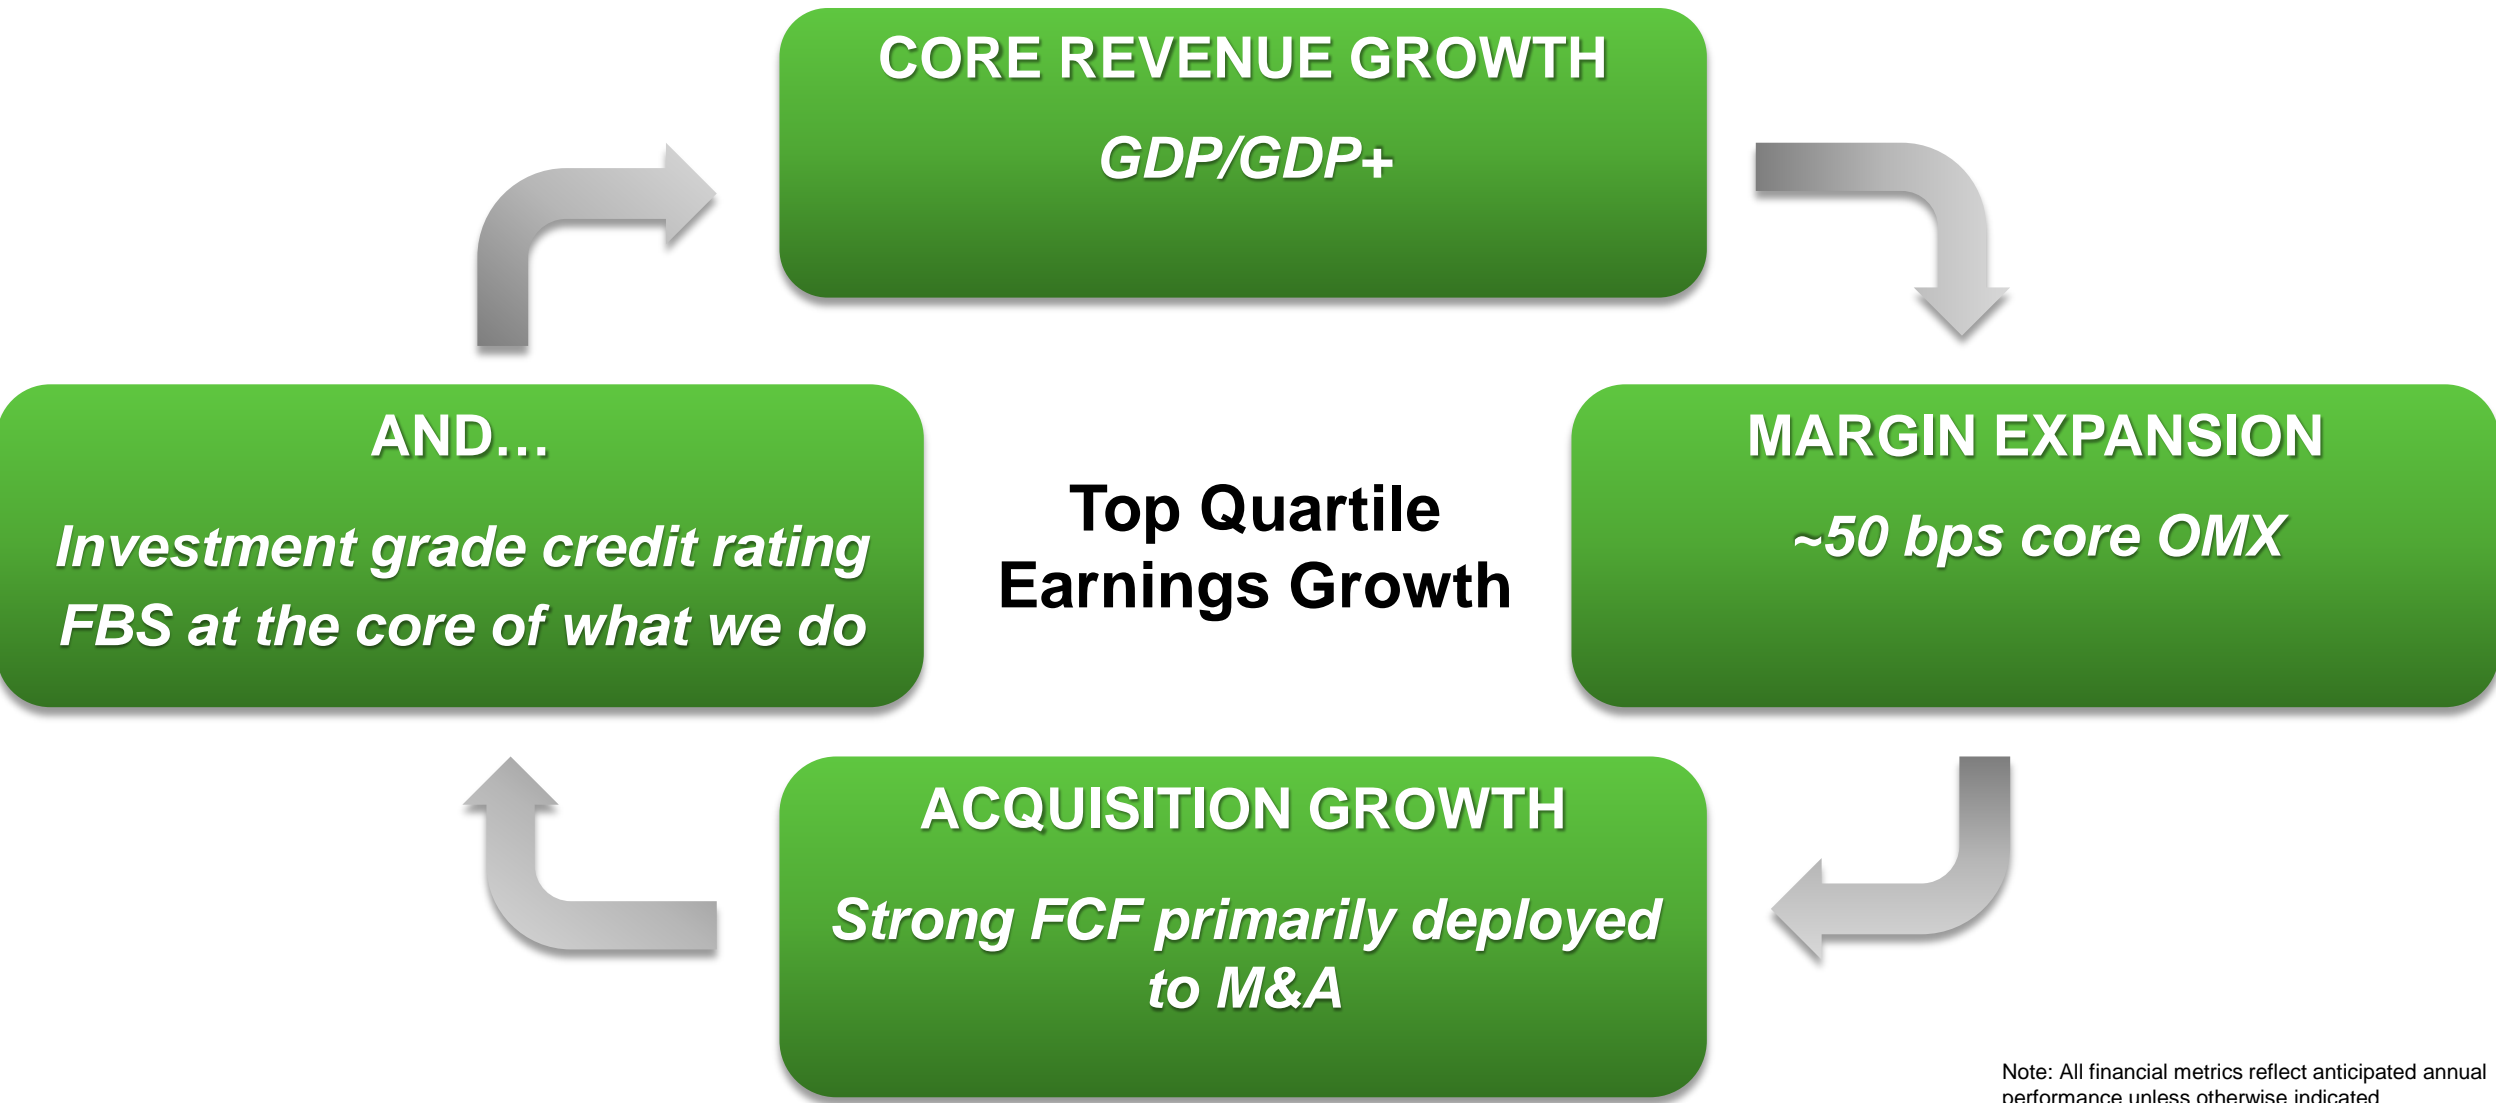 CORE REVENUE GROWTH
GDP/GDP+
AND…
Investment grade credit rating
FBS at the core of what we do
Top Quartile
Earnings Growth
MARGIN EXPANSION
~50 bps core OMX
ACQUISITION GROWTH
Strong FCF primarily deployed
to M&A
Note: All financial metrics reflect anticipated annual
performance unless otherwise indicated